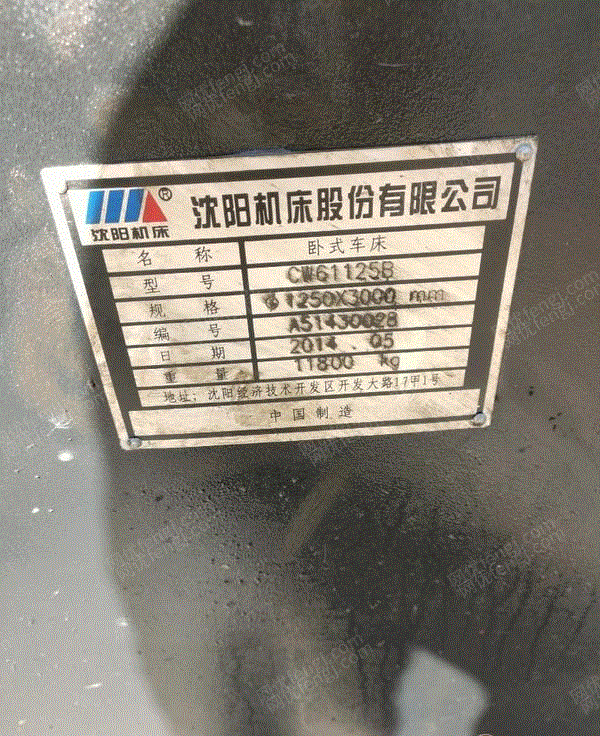 沈阳机床股份有限公司
®
沈阳机床
名 称 卧式车床
型 号 CW61125B
规 格 ϕ1250X3000 mm
编 号 A5143002B
日 期 2014 . 05
重 量 11800 kg
地址: 沈阳经济技术开发区开发大路17甲1号
中国制造